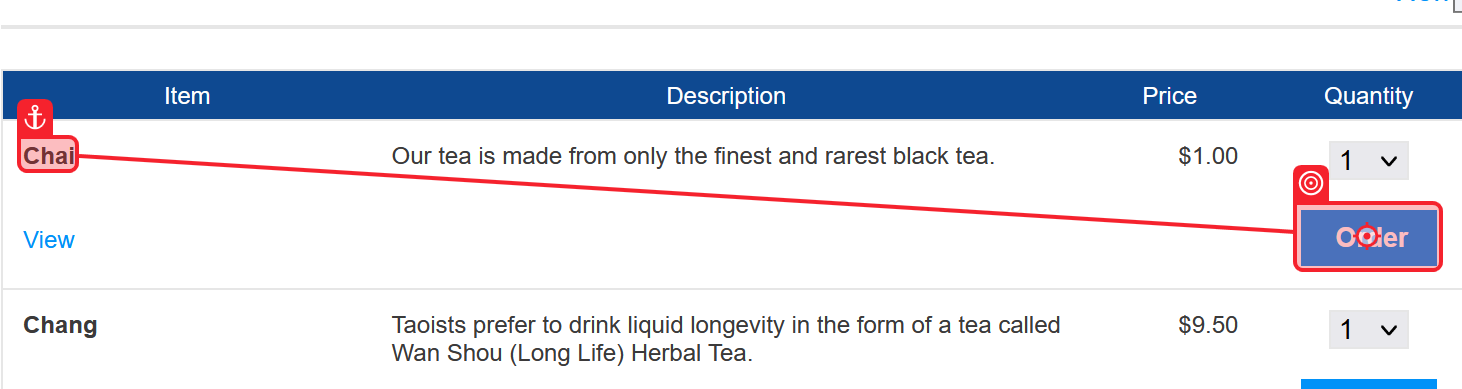 Item Description Price Quantity
Chai Our tea is made from only the finest and rarest black tea. $1.00 1
View Order
Chang Taoists prefer to drink liquid longevity in the form of a tea called $9.50 1
Wan Shou (Long Life) Herbal Tea.